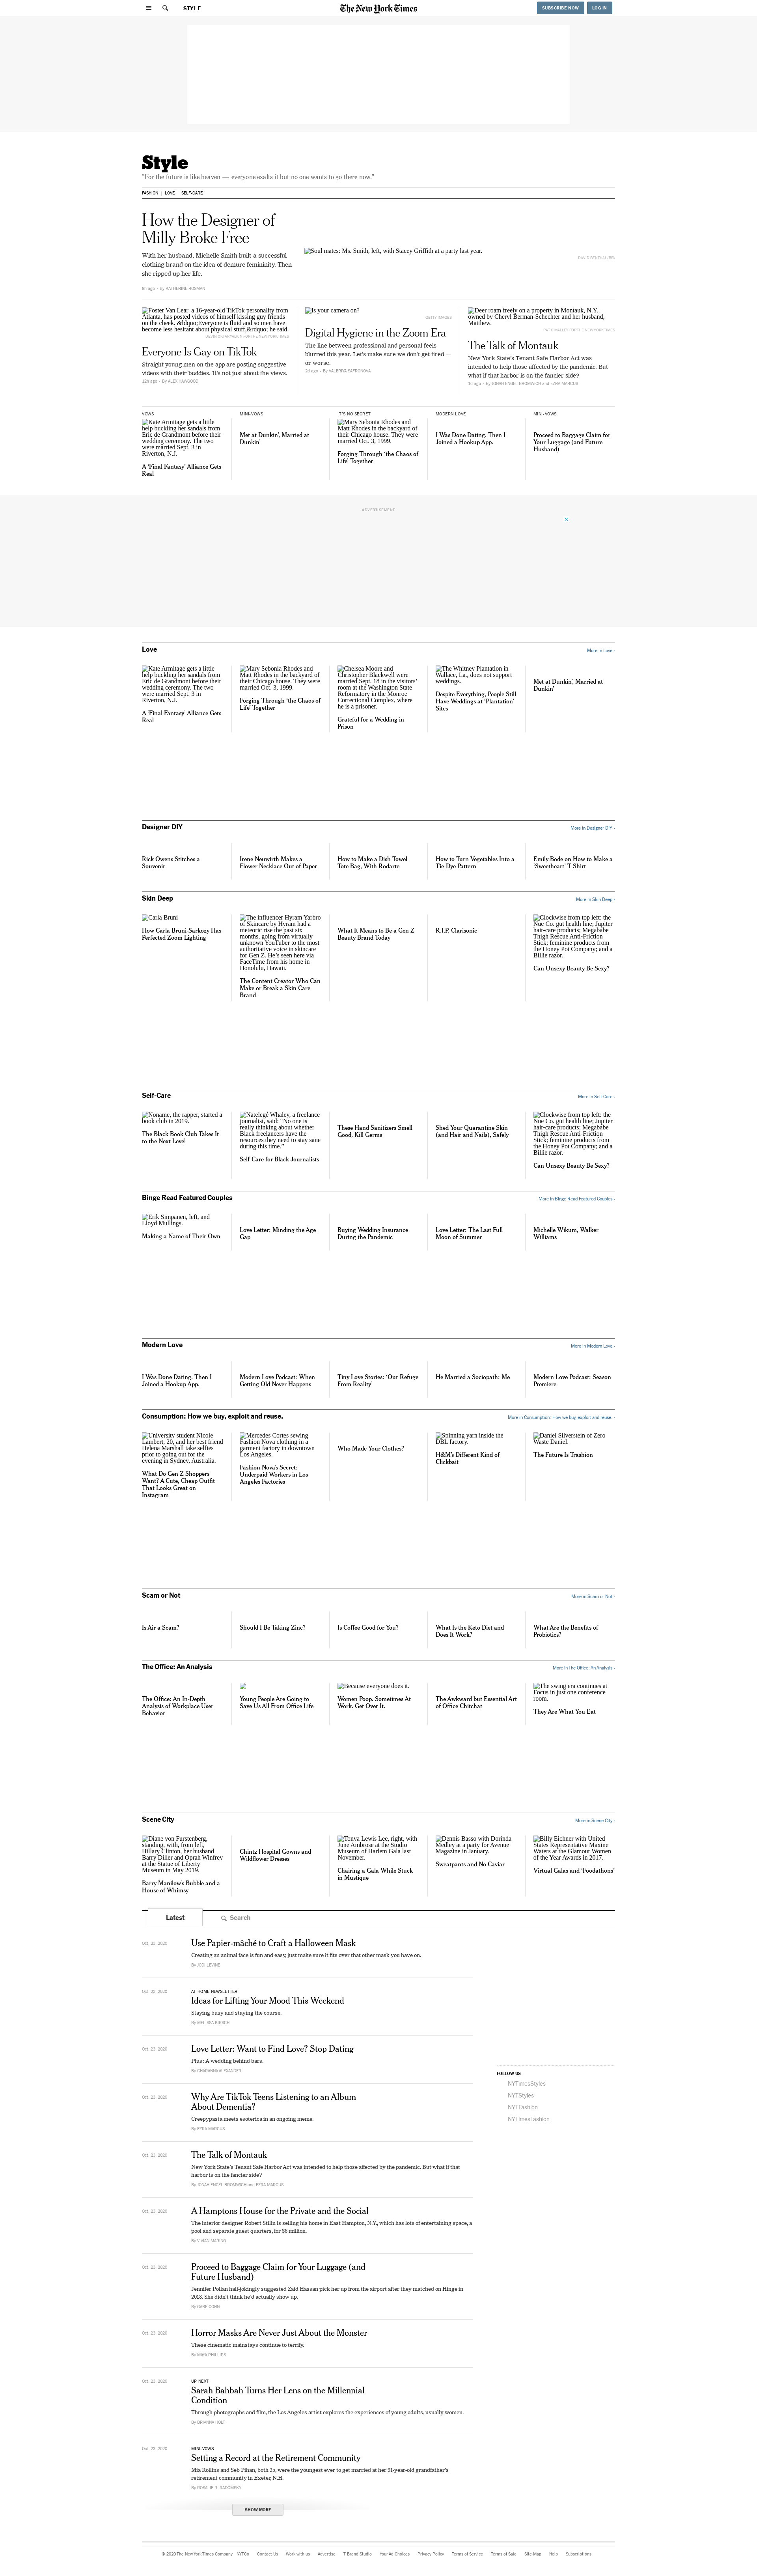 STYLE
The New York Times
SUBSCRIBE NOW
LOG IN
Style
"For the future is like heaven — everyone exalts it but no one wants to go there now."
FASHION
LOVE
SELF-CARE
How the Designer of
Milly Broke Free
With her husband, Michelle Smith built a successful
clothing brand on the idea of demure femininity. Then
she ripped up her life.
8h ago · By KATHERINE ROSMAN
Soul mates: Ms. Smith, left, with Stacey Griffith at a party last year.
Foster Van Lear, a 16-year-old TikTok personality from
Atlanta, has posted videos of himself kissing guy friends
on the cheek. &ldquo;Everyone is fluid and so men have
become less hesitant about physical stuff,&rdquo; he said.
Everyone Is Gay on TikTok
Straight young men on the app are posting suggestive
videos with their buddies. It's not just about the views.
12h ago · By ALEX HAWGOOD
Is your camera on?
GETTY IMAGES
Digital Hygiene in the Zoom Era
The line between professional and personal feels
blurred this year. Let's make sure we don't get fired —
or worse.
1d ago · By VALERIYA SAFRONOVA
Deer roam freely on a property in Montauk, N.Y.,
owned by Cheryl Berman-Schechter and her husband,
Matthew.
The Talk of Montauk
New York State's Tenant Safe Harbor Act was
intended to help those affected by the pandemic. But
what if that harbor is on the fancier side?
1d ago · By JONAH ENGEL BROMWICH and EZRA MARCUS
VOWS
Kate Armitage gets a little
help buckling her sandals from
Eric de Grandmont before their
wedding ceremony. The two
were married Sept. 3 in
Riverton, N.J.
A 'Final Fantasy' Affair Gets
Real
MINI-VOWS
Met at Dunkin', Married at
Dunkin'
IT'S NO SECRET
Mary Sebonia Rhodes and
Matt Rhodes in the backyard of
their Chicago house. They were
married Oct. 3, 1999.
Forging Through 'the Chaos of
Life' Together
MODERN LOVE
I Was Done Dating. Then I
Joined a Hookup App.
MINI-VOWS
Proceed to Baggage Claim for
Your Luggage (and Future
Husband)
ADVERTISEMENT
Love
More in Love ›
Kate Armitage gets a little
help buckling her sandals from
Eric de Grandmont before their
wedding ceremony. The two
were married Sept. 3 in
Riverton, N.J.
A 'Final Fantasy' Affair Gets
Real
Mary Sebonia Rhodes and
Matt Rhodes in the backyard of
their Chicago house. They were
married Oct. 3, 1999.
Forging Through 'the Chaos of
Life' Together
Chelsea Moore and
Christopher Blackwell were
married Sept. 18 in the visitors'
room at the Washington State
Reformatory in the Monroe
Correctional Complex, where
he is a prisoner.
Grateful for a Wedding in
Prison
The Whitney Plantation in
Wallace, La., does not support
weddings.
Despite Everything, People Still
Have Weddings at 'Plantation'
Sites
Met at Dunkin', Married at
Dunkin'
Designer DIY
More in Designer DIY ›
Rick Owens Stitches a
Souvenir
Irene Neuwirth Makes a
Flower Necklace Out of Paper
How to Make a Dish Towel
Tote Bag, With Rodarte
How to Turn Vegetables Into a
Tie-Dye Pattern
Emily Bode on How to Make a
'Sweetheart' T-Shirt
Skin Deep
More in Skin Deep ›
Carla Bruni
How Carla Bruni-Sarkozy Has
Perfected Zoom Lighting
The influencer Hyram Yarbro
of Skincare by Hyram had a
meteoric rise the past six
months, going from virtually
unknown YouTuber to the most
authoritative voice in skincare
for Gen Z. He's seen here via
FaceTime from his home in
Honolulu, Hawaii.
The Content Creator Who Can
Make or Break a Skin Care
Brand
What It Means to Be a Gen Z
Beauty Brand Today
R.I.P. Clarisonic
Clockwise from top left: the
Nue Co. gut health line; Jupiter
hair-care products; Megababe
Thigh Rescue Anti-Friction
Stick; feminine products from
the Honey Pot Company; and a
Billie razor.
Can Unsexy Beauty Be Sexy?
Self-Care
More in Self-Care ›
Noname, the rapper, started a
book club in 2019.
The Black Book Club Takes It
to the Next Level
Natelegé Whaley, a freelance
journalist, said: "No one is
really thinking about whether
Black freelancers have the
resources they need to stay sane
during this time."
Self-Care for Black Journalists
These Hand Sanitizers Smell
Good, Kill Germs
Shed Your Quarantine Skin
(and Hair and Nails), Safely
Clockwise from top left: the
Nue Co. gut health line; Jupiter
hair-care products; Megababe
Thigh Rescue Anti-Friction
Stick; feminine products from
the Honey Pot Company; and a
Billie razor.
Can Unsexy Beauty Be Sexy?
Binge Read Featured Couples
More in Binge Read Featured Couples ›
Erik Simpanen, left, and
Lloyd Mullings.
Making a Name of Their Own
Love Letter: Minding the Age
Gap
Buying Wedding Insurance
During the Pandemic
Love Letter: The Last Full
Moon of Summer
Michelle Wikum, Walker
Williams
Modern Love
More in Modern Love ›
I Was Done Dating. Then I
Joined a Hookup App.
Modern Love Podcast: When
Getting Old Never Happens
Tiny Love Stories: 'Our Refuge
From Reality'
He Married a Sociopath: Me
Modern Love Podcast: Season
Premiere
Consumption: How we buy, exploit and reuse.
More in Consumption: How we buy, exploit and reuse. ›
University student Nicole
Lambert, 20, and her best friend
Helena Marshall take selfies
prior to going out for the
evening in Sydney, Australia.
What Do Gen Z Shoppers
Want? A Cute, Cheap Outfit
That Looks Great on
Instagram
Mercedes Cortes sewing
Fashion Nova clothing in a
garment factory in downtown
Los Angeles.
Fashion Nova's Secret:
Underpaid Workers in Los
Angeles Factories
Who Made Your Clothes?
Spinning yarn inside the
DBL factory.
H&M's Different Kind of
Clickbait
Daniel Silverstein of Zero
Waste Daniel.
The Future Is Trashion
Scam or Not
More in Scam or Not ›
Is Air a Scam?
Should I Be Taking Zinc?
Is Coffee Good for You?
What Is the Keto Diet and
Does It Work?
What Are the Benefits of
Probiotics?
The Office: An Analysis
More in The Office: An Analysis ›
The Office: An In-Depth
Analysis of Workplace User
Behavior
Young People Are Going to
Save Us All From Office Life
Because everyone does it.
Women Poop. Sometimes At
Work. Get Over It.
The Awkward but Essential Art
of Office Chitchat
The swing era continues at
Focus in just one conference
room.
They Are What You Eat
Scene City
More in Scene City ›
Diane von Furstenberg,
standing, with, from left,
Hillary Clinton, her husband
Barry Diller and Oprah Winfrey
at the Statue of Liberty
Museum in May 2019.
Barry Manilow's Bubble and a
House of Whimsy
Chintz Hospital Gowns and
Wildflower Dresses
Tonya Lewis Lee, right, with
June Ambrose at the Studio
Museum of Harlem Gala last
November.
Chairing a Gala While Stuck
in Mustique
Dennis Basso with Dorinda
Medley at a party for Avenue
Magazine in January.
Sweatpants and No Caviar
Billy Eichner with United
States Representative Maxine
Waters at the Glamour Women
of the Year Awards in 2017.
Virtual Galas and 'Foodathons'
Latest
Search
Oct. 23, 2020
Use Papier-mâché to Craft a Halloween Mask
Creating an animal face is fun and easy, just make sure it fits over that other mask you have on.
By JODI LEVINE
Oct. 23, 2020
AT HOME NEWSLETTER
Ideas for Lifting Your Mood This Weekend
Staying busy and staying the course.
By MELISSA KIRSCH
Oct. 23, 2020
Love Letter: Want to Find Love? Stop Dating
Plus: A wedding behind bars.
By CHARANNA ALEXANDER
Oct. 23, 2020
Why Are TikTok Teens Listening to an Album
About Dementia?
Creepypasta meets esoterica in an ongoing meme.
By EZRA MARCUS
Oct. 23, 2020
The Talk of Montauk
New York State's Tenant Safe Harbor Act was intended to help those affected by the pandemic. But what if that
harbor is on the fancier side?
By JONAH ENGEL BROMWICH and EZRA MARCUS
Oct. 23, 2020
A Hamptons House for the Private and the Social
The interior designer Robert Stilin is selling his home in East Hampton, N.Y., which has lots of entertaining space, a
pool and separate guest quarters, for $6 million.
By VIVIAN MARINO
Oct. 23, 2020
Proceed to Baggage Claim for Your Luggage (and
Future Husband)
Jennifer Pollan half-jokingly suggested Zaid Hassan pick her up from the airport after they matched on Hinge in
2018. She didn't think he'd actually show up.
By GABE COHN
Oct. 23, 2020
Horror Masks Are Never Just About the Monster
These cinematic mainstays continue to terrify.
By MAYA PHILLIPS
Oct. 23, 2020
UP NEXT
Sarah Bahbah Turns Her Lens on the Millennial
Condition
Through photographs and film, the Los Angeles artist explores the experiences of young adults, usually women.
By BRIANNA HOLT
Oct. 23, 2020
MINI-VOWS
Setting a Record at the Retirement Community
Mia Rollins and Seb Pihan, both 25, were the youngest ever to get married at her 91-year-old grandfather's
retirement community in Exeter, N.H.
By ROSALIE R. RADOMSKY
SHOW MORE
FOLLOW US
NYTimesStyles
NYTStyles
NYTFashion
NYTimesFashion
© 2020 The New York Times Company
NYTCo
Contact Us
Work with us
Advertise
T Brand Studio
Your Ad Choices
Privacy Policy
Terms of Service
Terms of Sale
Site Map
Help
Subscriptions